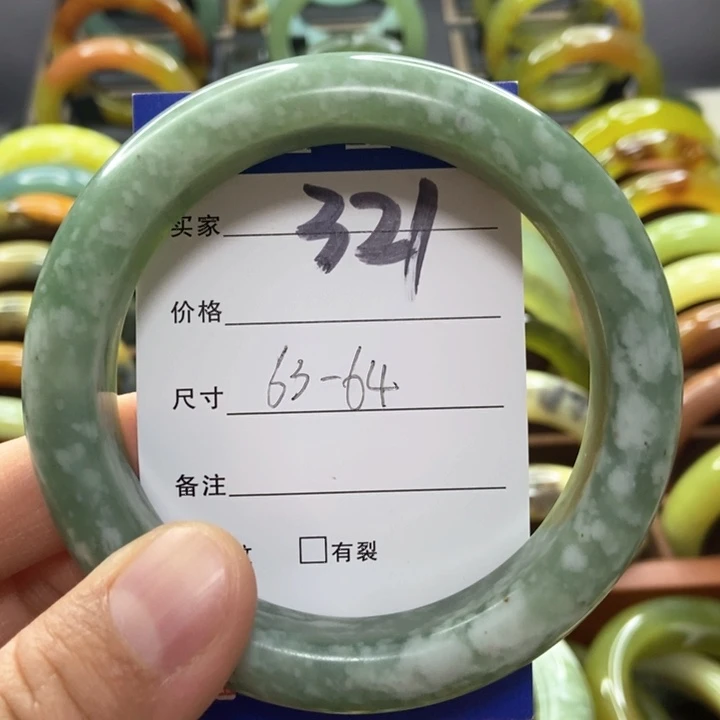 买家 321
价格
尺寸 63-64
备注
□有裂